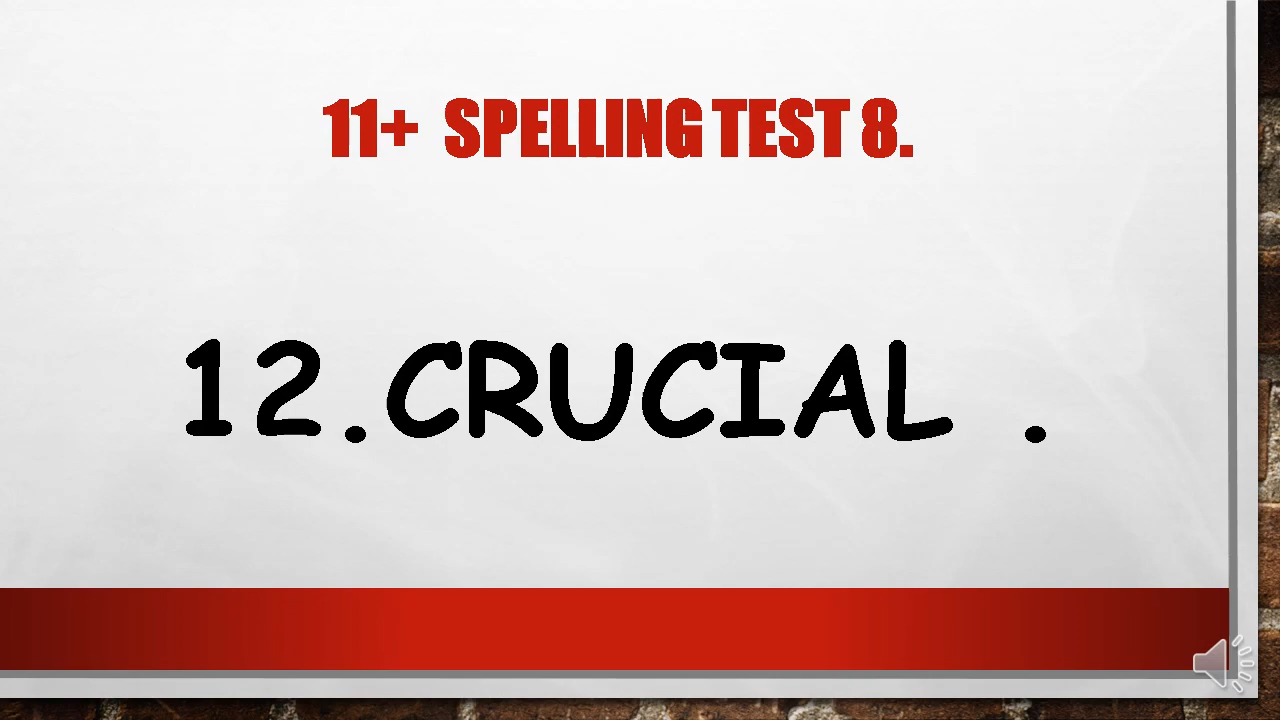 11+ SPELLING TEST 8.
12.CRUCIAL .